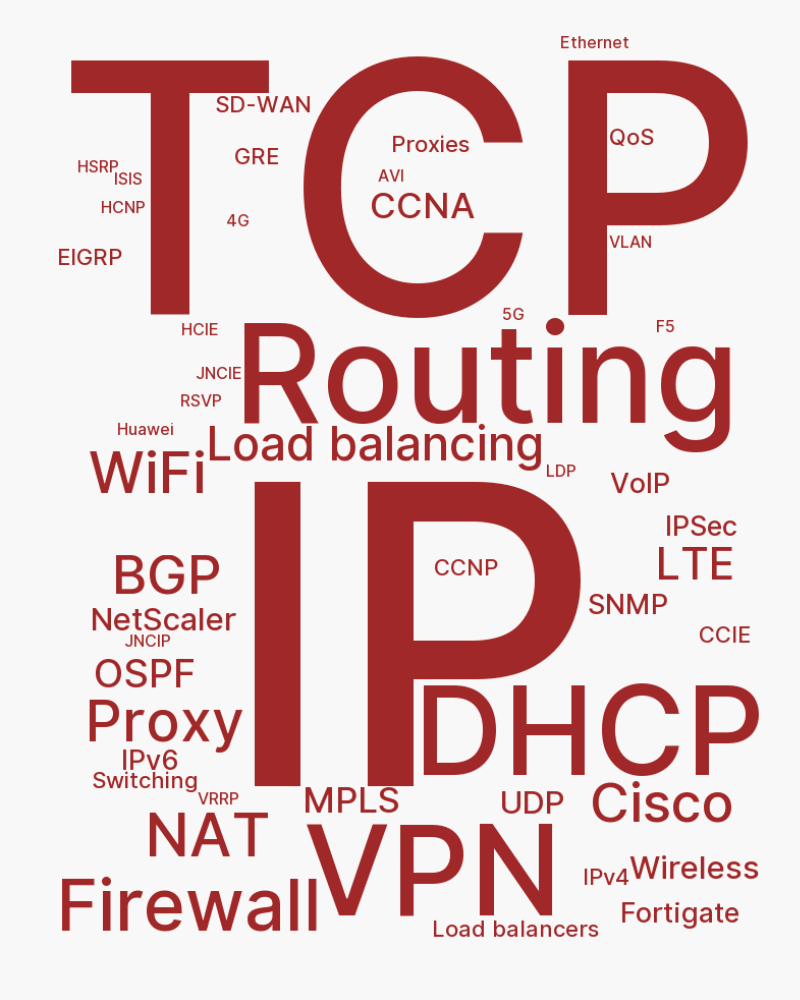 Ethernet
TCP
SD-WAN
QoS
Proxies
GRE
HSRP
AVI
ISIS
CCNA
HCNP
4G
VLAN
EIGRP
5G
F5
HCIE
Routing
JNCIE
RSVP
Huawei
Load balancing
WiFi
LDP
VoIP
IP
IPSec
LTE
CCNP
BGP
SNMP
NetScaler
CCIE
JNCIP
OSPF
Proxy
DHCP
IPv6
Switching
VRRP
MPLS
UDP
Cisco
NAT
VPN
Wireless
IPv4
Firewall
Fortigate
Load balancers